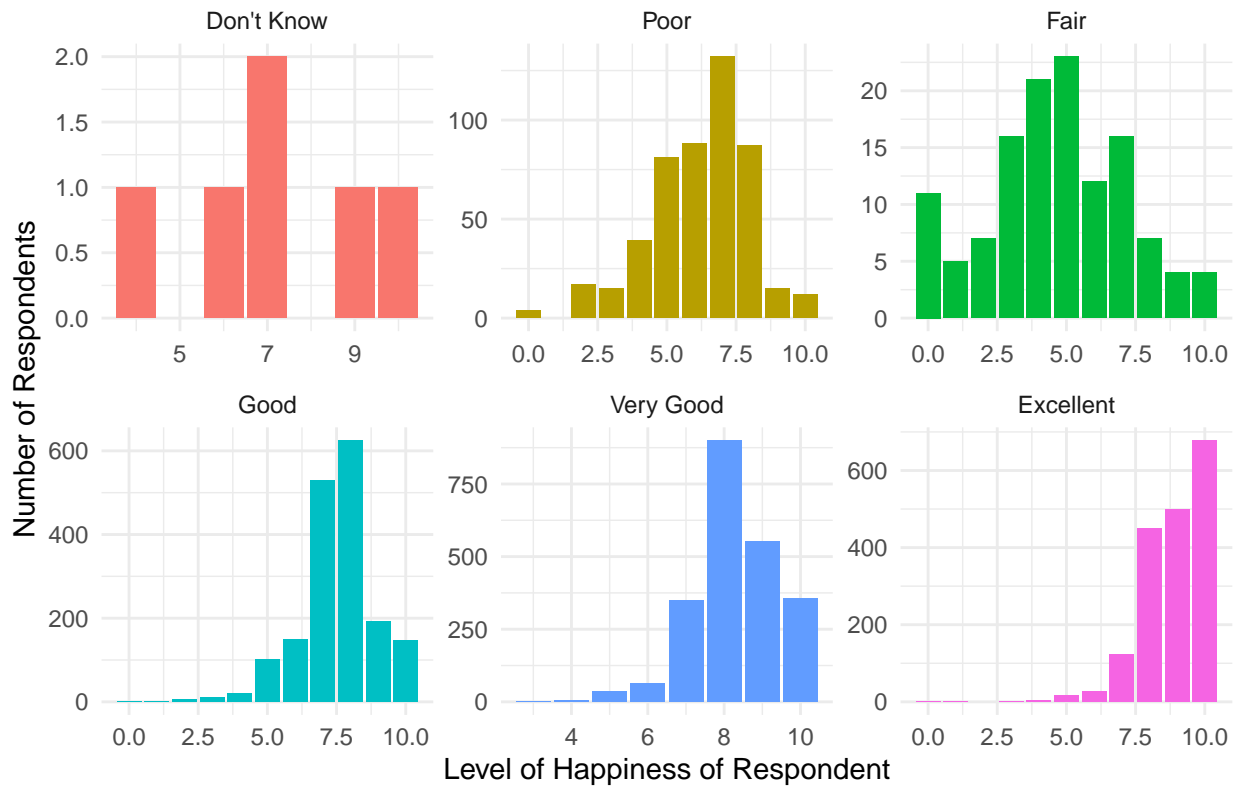 Don't Know
Poor
Fair
2.0
1.5
1.0
0.5
0.0
5 7 9
100
50
0
0.0 2.5 5.0 7.5 10.0
20
15
10
5
0
0.0 2.5 5.0 7.5 10.0
Good
Very Good
Excellent
600
400
200
0
0.0 2.5 5.0 7.5 10.0
750
500
250
0
4 6 8 10
600
400
200
0
0.0 2.5 5.0 7.5 10.0
Number of Respondents
Level of Happiness of Respondent